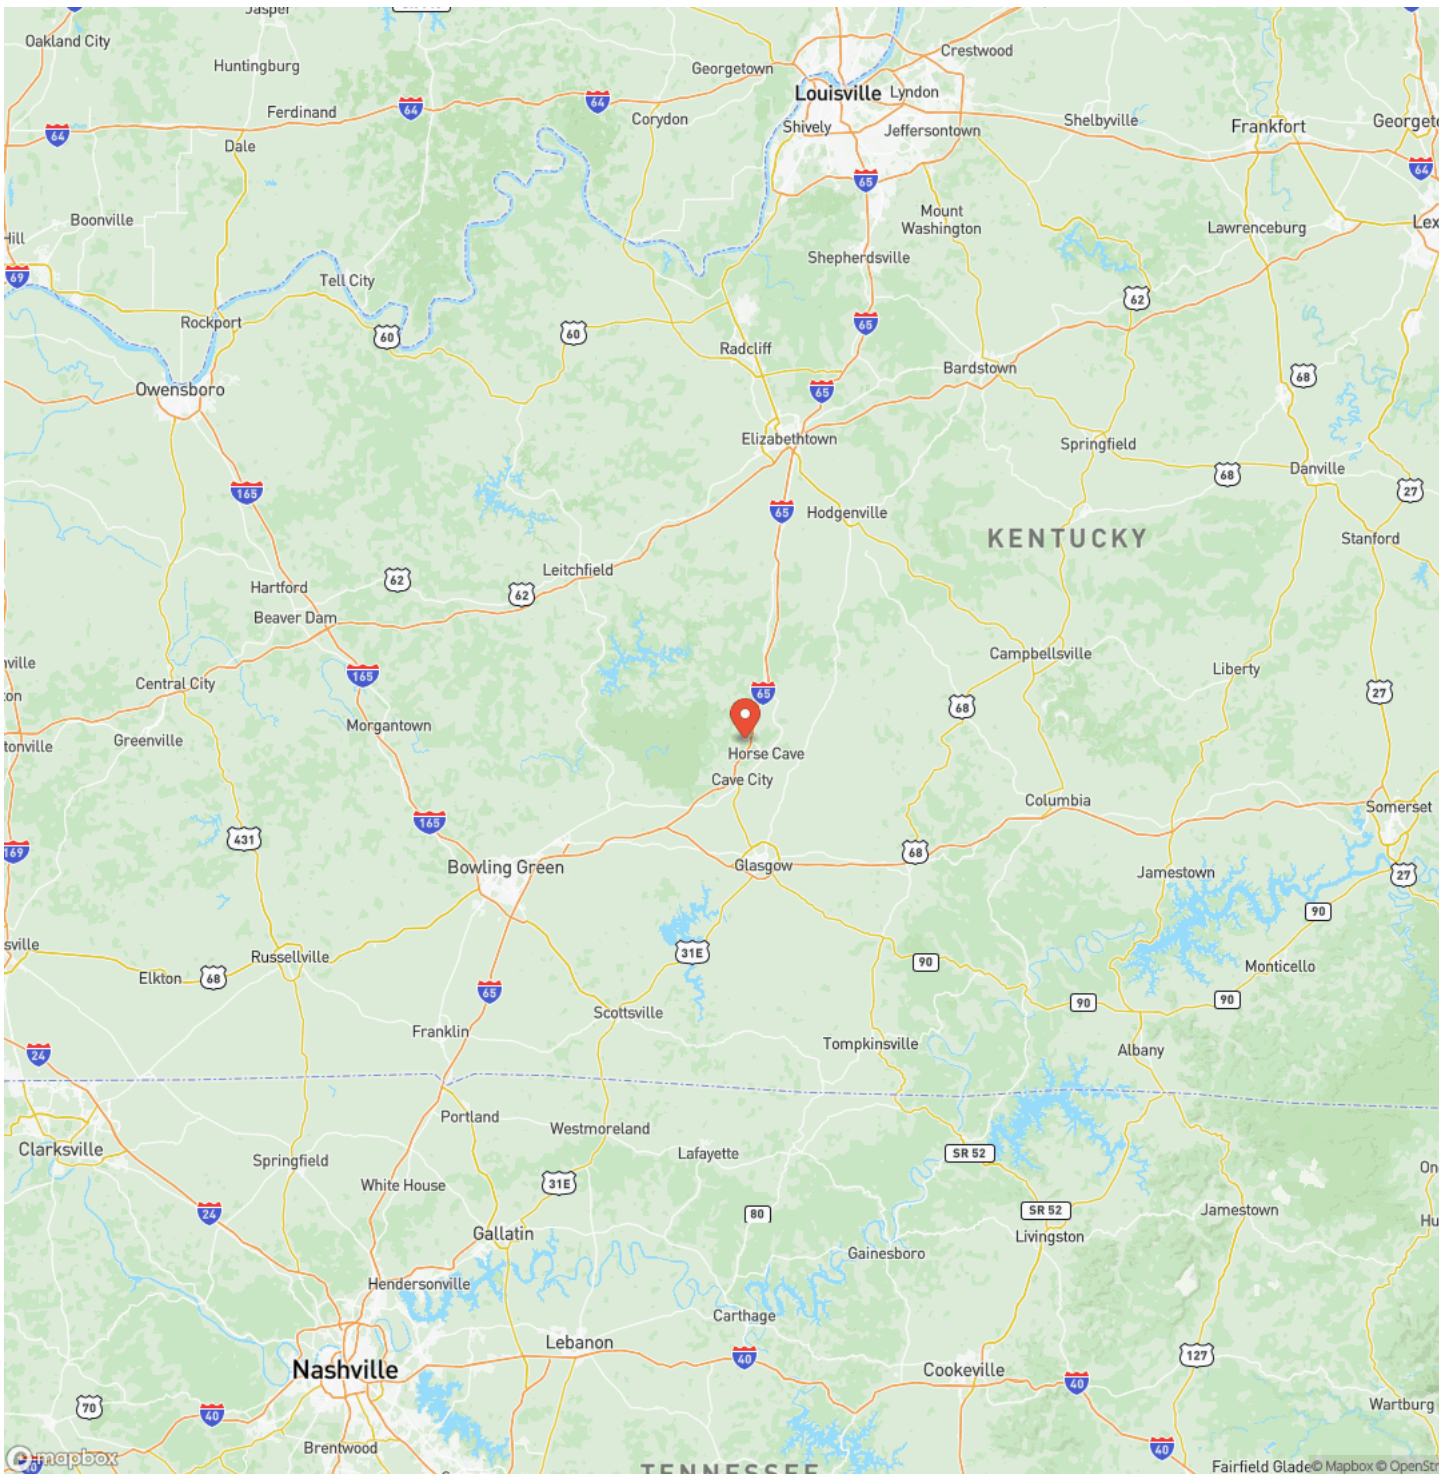 Jasper
Oakland City
Huntingburg
Georgetown
Crestwood
Louisville
Lyndon
Ferdinand
64
64
Corydon
Shively
Jeffersontown
Shelbyville
Frankfort
64
Dale
64
65
Boonville
Mount
Washington
Lawrenceburg
Lex
Hill
Shepherdsville
69
Tell City
62
Rockport
60
60
65
Radcliff
Bardstown
68
Owensboro
65
Elizabethtown
Springfield
Danville
68
165
27
65
Hodgenville
KENTUCKY
Stanford
Leitchfield
62
62
Hartford
Beaver Dam
Campbellsville
Liberty
165
Central City
65
27
68
Morgantown
Greenville
Horse Cave
Cave City
Columbia
Somerset
165
431
169
68
Bowling Green
Glasgow
Jamestown
27
90
31E
Russellville
90
Monticello
Elkton
68
65
90
90
Scottsville
Franklin
Tompkinsville
Albany
24
Portland
Westmoreland
Clarksville
Lafayette
SR 52
Springfield
White House
31E
24
80
SR 52
Jamestown
Gallatin
Livingston
Gainesboro
Hendersonville
Carthage
Lebanon
40
127
Nashville
Cookeville
40
70
40
Wartburg
Brentwood
40
mapbox
TENNESSEE
Fairfield Glade
© Mapbox © OpenStr